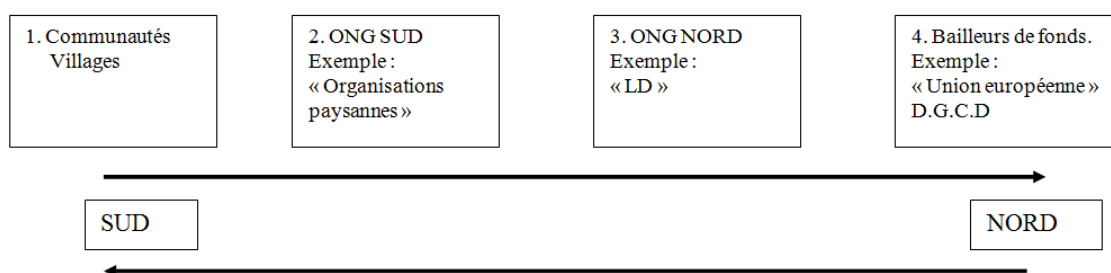 1. Communautés
Villages
2. ONG SUD
Exemple :
« Organisations
paysannes »
3. ONG NORD
Exemple :
« LD »
4. Bailleurs de fonds.
Exemple :
« Union européenne »
D.G.C.D
SUD
NORD